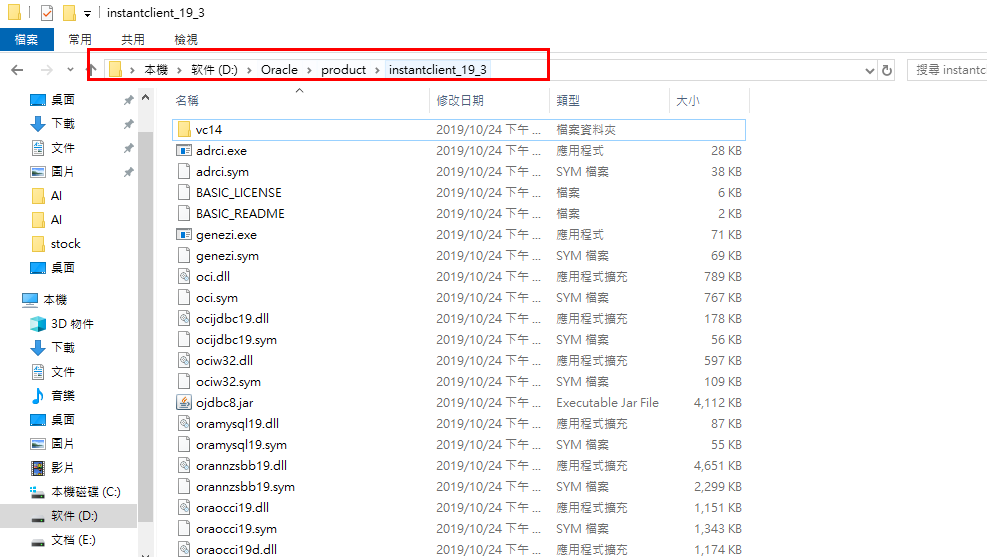 instantclient_19_3
檔案 常用 共用 檢視
本機 软件 (D:) Oracle product instantclient_19_3 搜尋 instantc
名稱 修改日期 類型 大小
桌面
下載
文件
圖片
AI
AI
stock
桌面
本機
3D 物件
下載
文件
音樂
桌面
圖片
影片
本機磁碟 (C:)
软件 (D:)
文档 (E:)
vc14 2019/10/24 下午 ... 檔案資料夾
adrci.exe 2019/10/24 下午 ... 應用程式 28 KB
adrci.sym 2019/10/24 下午 ... SYM 檔案 38 KB
BASIC_LICENSE 2019/10/24 下午 ... 檔案 6 KB
BASIC_README 2019/10/24 下午 ... 檔案 2 KB
genezi.exe 2019/10/24 下午 ... 應用程式 71 KB
genezi.sym 2019/10/24 下午 ... SYM 檔案 69 KB
oci.dll 2019/10/24 下午 ... 應用程式擴充 789 KB
oci.sym 2019/10/24 下午 ... SYM 檔案 767 KB
ocijdbc19.dll 2019/10/24 下午 ... 應用程式擴充 178 KB
ocijdbc19.sym 2019/10/24 下午 ... SYM 檔案 56 KB
ociw32.dll 2019/10/24 下午 ... 應用程式擴充 597 KB
ociw32.sym 2019/10/24 下午 ... SYM 檔案 109 KB
ojdbc8.jar 2019/10/24 下午 ... Executable Jar File 4,112 KB
oramysql19.dll 2019/10/24 下午 ... 應用程式擴充 87 KB
oramysql19.sym 2019/10/24 下午 ... SYM 檔案 55 KB
orannzsbb19.dll 2019/10/24 下午 ... 應用程式擴充 4,651 KB
orannzsbb19.sym 2019/10/24 下午 ... SYM 檔案 2,299 KB
oraocci19.dll 2019/10/24 下午 ... 應用程式擴充 1,151 KB
oraocci19.sym 2019/10/24 下午 ... SYM 檔案 1,343 KB
oraocci19d.dll 2019/10/24 下午 ... 應用程式擴充 1,174 KB